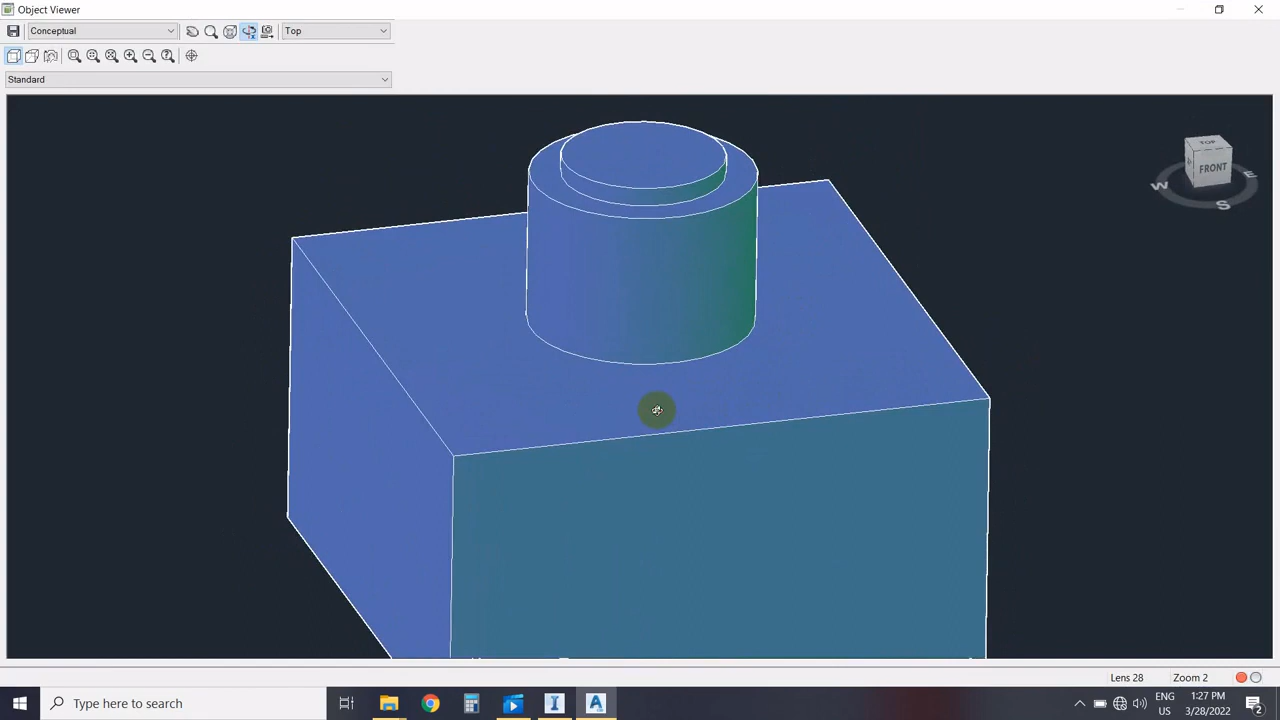 Object Viewer
Conceptual
Top
Standard
TOP
FRONT
W
E
S
Lens 28
Zoom 2
Type here to search
ENG
US
1:27 PM
3/28/2022
2